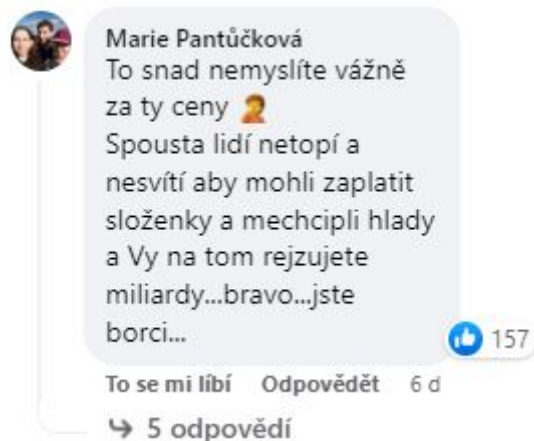 Marie Pantůčková
To snad nemyslíte vážně
za ty ceny 🤦
Spousta lidí netopí a
nesvítí aby mohli zaplatit
složenky a mechcipli hlady
a Vy na tom rejzujete
miliardy...bravo...jste
borci...
157
To se mi líbí Odpovědět 6 d
5 odpovědí